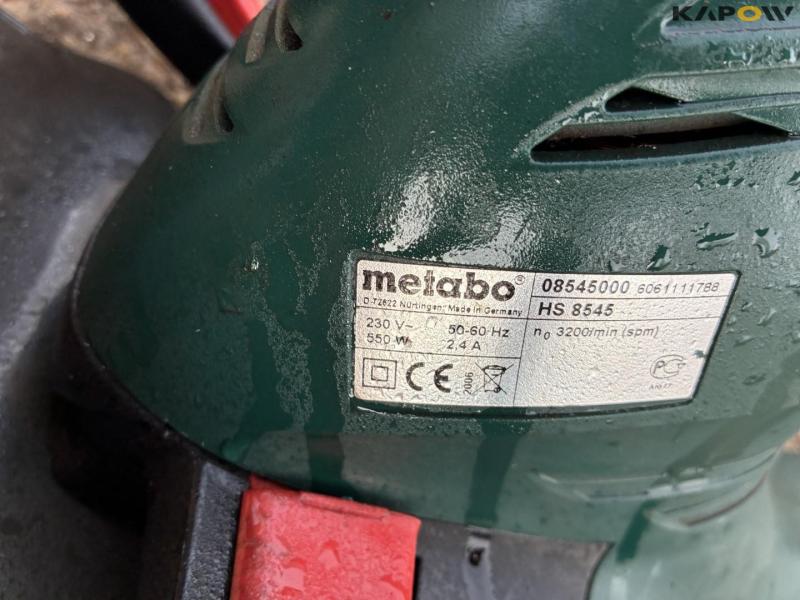 KAPOW
metabo®
D-72622 Nürtingen, Made in Germany
08545000 6061111788
HS 8545
230 V~ 50-60 Hz
550 W 2.4 A
n0 3200/min (spm)
CE
2006